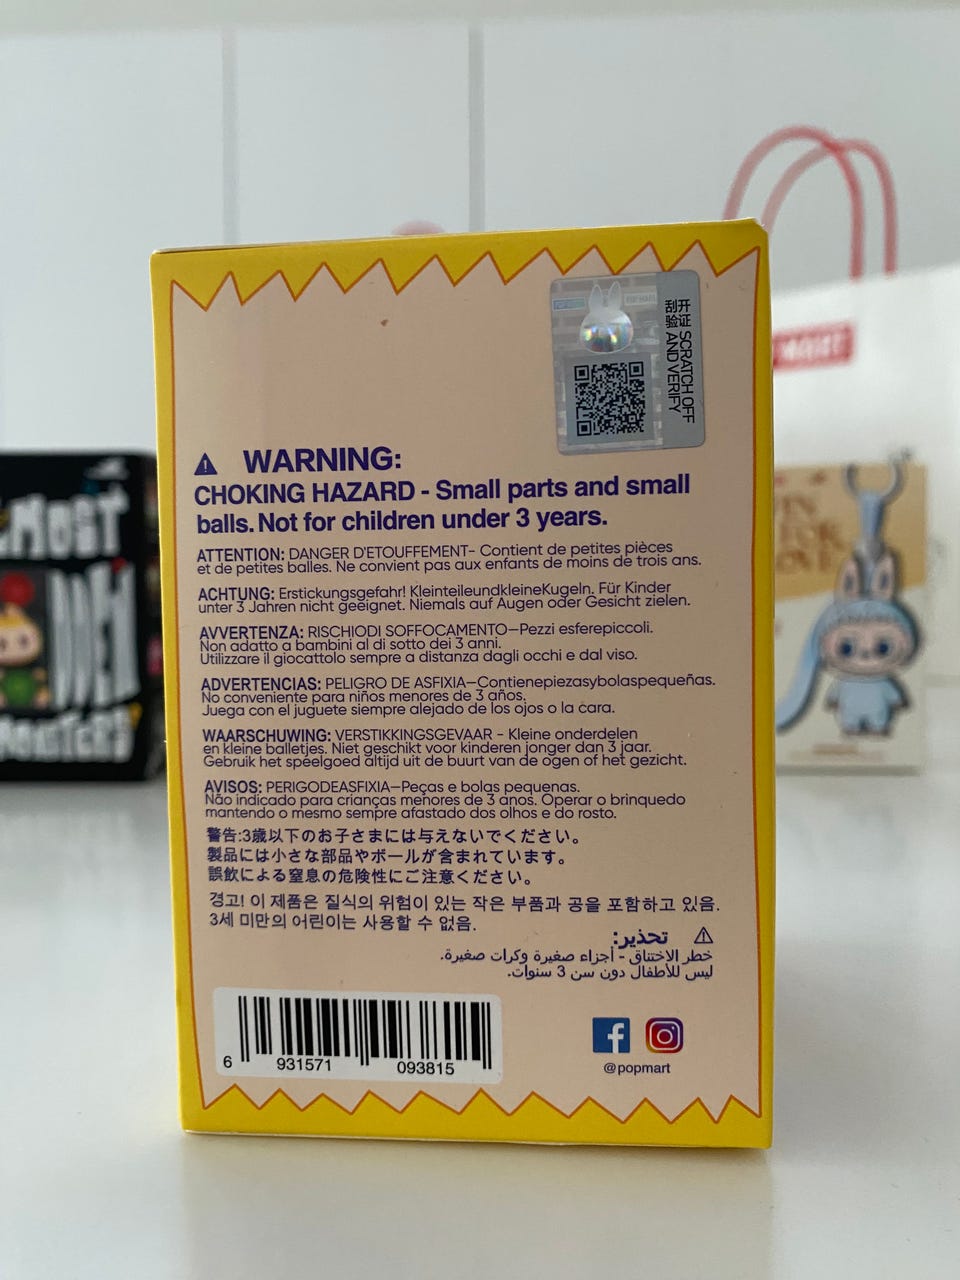 POP MART
开证 SCRATCH OFF
刮验 AND VERIFY
WARNING:
CHOKING HAZARD - Small parts and small
balls. Not for children under 3 years.
ATTENTION: DANGER D'ETOUFFEMENT- Contient de petites pièces
et de petites balles. Ne convient pas aux enfants de moins de trois ans.
ACHTUNG: Erstickungsgefahr! KleinteileundkleineKugeln. Für Kinder
unter 3 Jahren nicht geeignet. Niemals auf Augen oder Gesicht zielen.
AVVERTENZA: RISCHIODI SOFFOCAMENTO—Pezzi esferepiccoli.
Non adatto a bambini al di sotto dei 3 anni.
Utilizzare il giocattolo sempre a distanza dagli occhi e dal viso.
ADVERTENCIAS: PELIGRO DE ASFIXIA—Contienepiezasybolaspequeñas.
No conveniente para niños menores de 3 años.
Juega con el juguete siempre alejado de los ojos o la cara.
WAARSCHUWING: VERSTIKKINGSGEVAAR - Kleine onderdelen
en kleine balletjes. Niet geschikt voor kinderen jonger dan 3 jaar.
Gebruik het speelgoed altijd uit de buurt van de ogen of het gezicht.
AVISOS: PERIGODEASFIXIA—Peças e bolas pequenas.
Não indicado para crianças menores de 3 anos. Operar o brinquedo
mantendo o mesmo sempre afastado dos olhos e do rosto.
警告:3歳以下のお子さまには与えないでください。
製品には小さな部品やボールが含まれています。
誤飲による窒息の危険性にご注意ください。
경고! 이 제품은 질식의 위험이 있는 작은 부품과 공을 포함하고 있음.
3세 미만의 어린이는 사용할 수 없음.
تحذير:
خطر الاختناق - أجزاء صغيرة وكرات صغيرة.
ليس للأطفال دون سن 3 سنوات.
6 931571 093815
@popmart
MOST
MONSTERS
MART
FOR